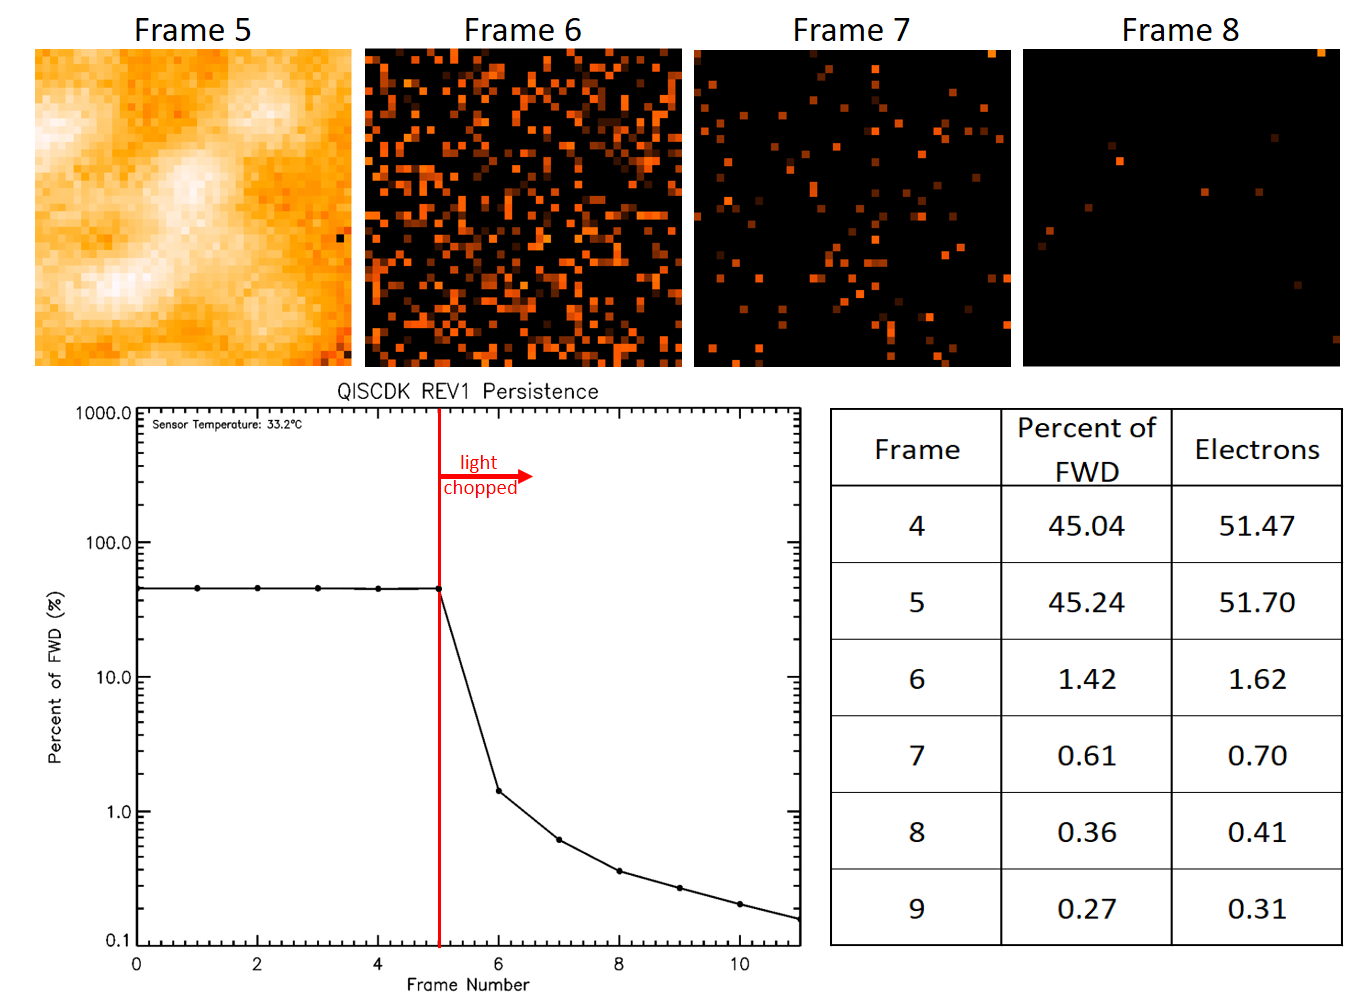 Frame 5
Frame 6
Frame 7
Frame 8
QISCDK REV1 Persistence
Sensor Temperature: 33.2°C
light
chopped
1000.0
100.0
10.0
1.0
0.1
Percent of FWD (%)
0 2 4 6 8 10
Frame Number
Frame Percent of FWD Electrons
4 45.04 51.47
5 45.24 51.70
6 1.42 1.62
7 0.61 0.70
8 0.36 0.41
9 0.27 0.31